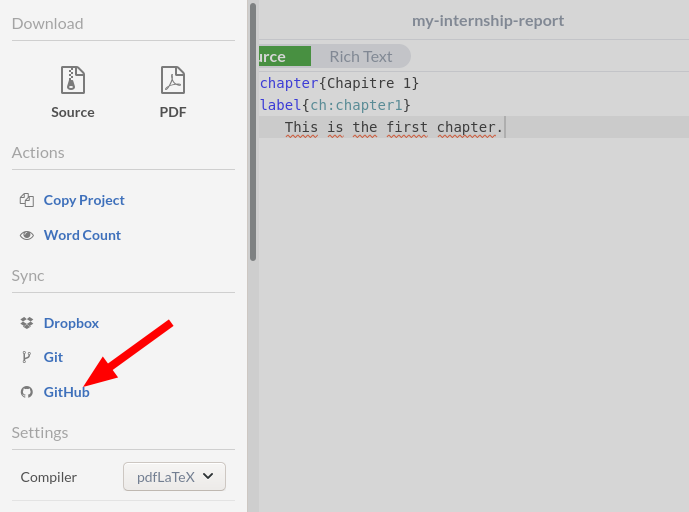 Download
Source
PDF
Actions
Copy Project
Word Count
Sync
Dropbox
Git
GitHub
Settings
Compiler
pdfLaTeX
my-internship-report
urce
Rich Text
chapter{Chapitre 1}
label{ch:chapter1}
This is the first chapter.